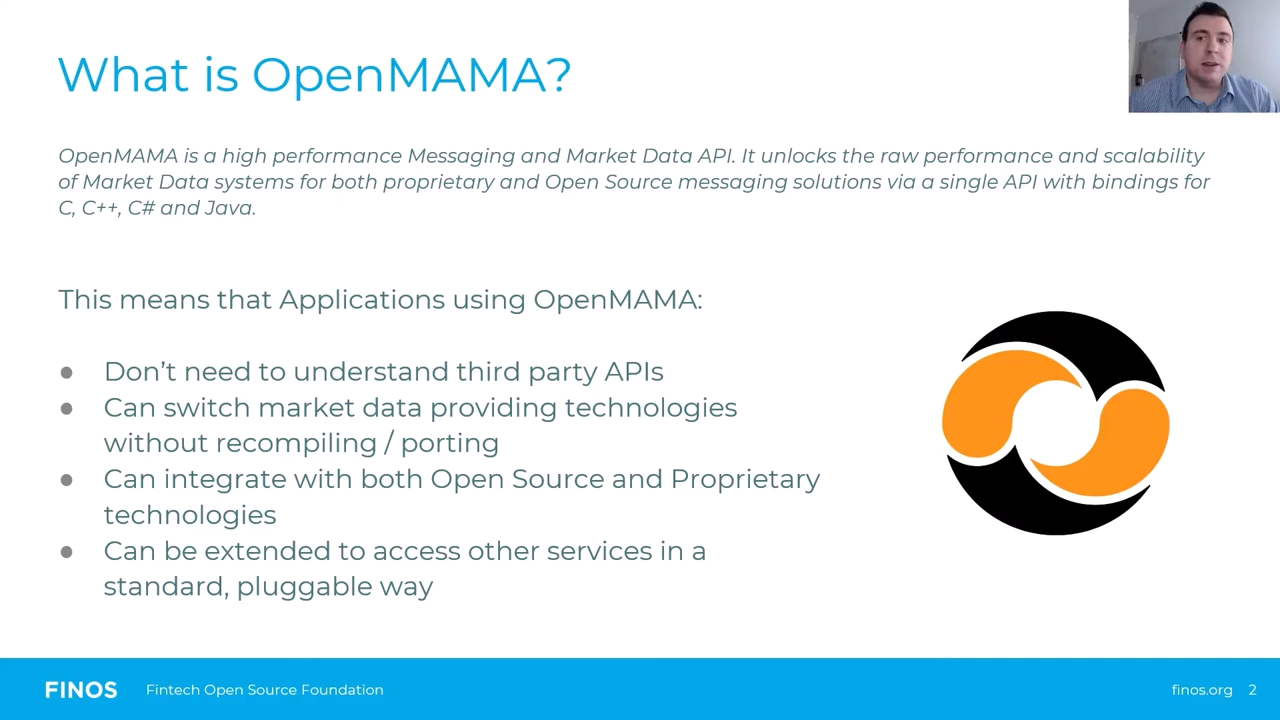 What is OpenMAMA?
OpenMAMA is a high performance Messaging and Market Data API. It unlocks the raw performance and scalability
of Market Data systems for both proprietary and Open Source messaging solutions via a single API with bindings for
C, C++, C# and Java.
This means that Applications using OpenMAMA:
● Don’t need to understand third party APIs
● Can switch market data providing technologies
without recompiling / porting
● Can integrate with both Open Source and Proprietary
technologies
● Can be extended to access other services in a
standard, pluggable way
FINOS Fintech Open Source Foundation finos.org 2